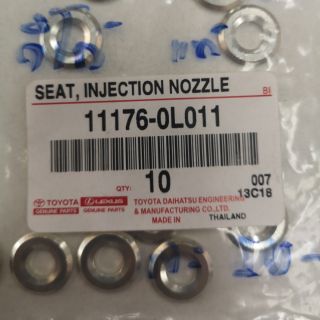 SEAT, INJECTION NOZZLE
BI
11176-0L011
QTY:
10
007
13C18
TOYOTA
GENUINE PARTS
LEXUS
GENUINE PARTS
TOYOTA DAIHATSU ENGINEERING
& MANUFACTURING CO.,LTD.
MADE IN
THAILAND